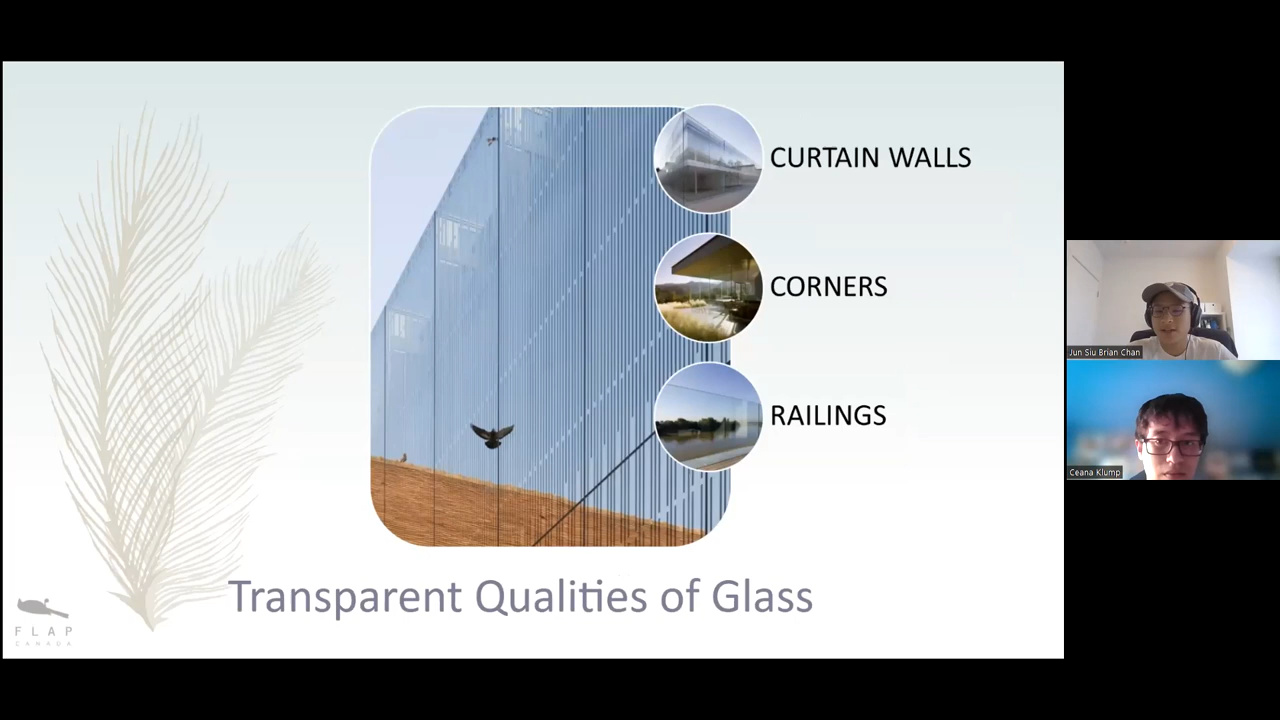 CURTAIN WALLS
CORNERS
RAILINGS
Transparent Qualities of Glass
FLAP
CANADA
Jun Siu Brian Chan
Ceana Klump